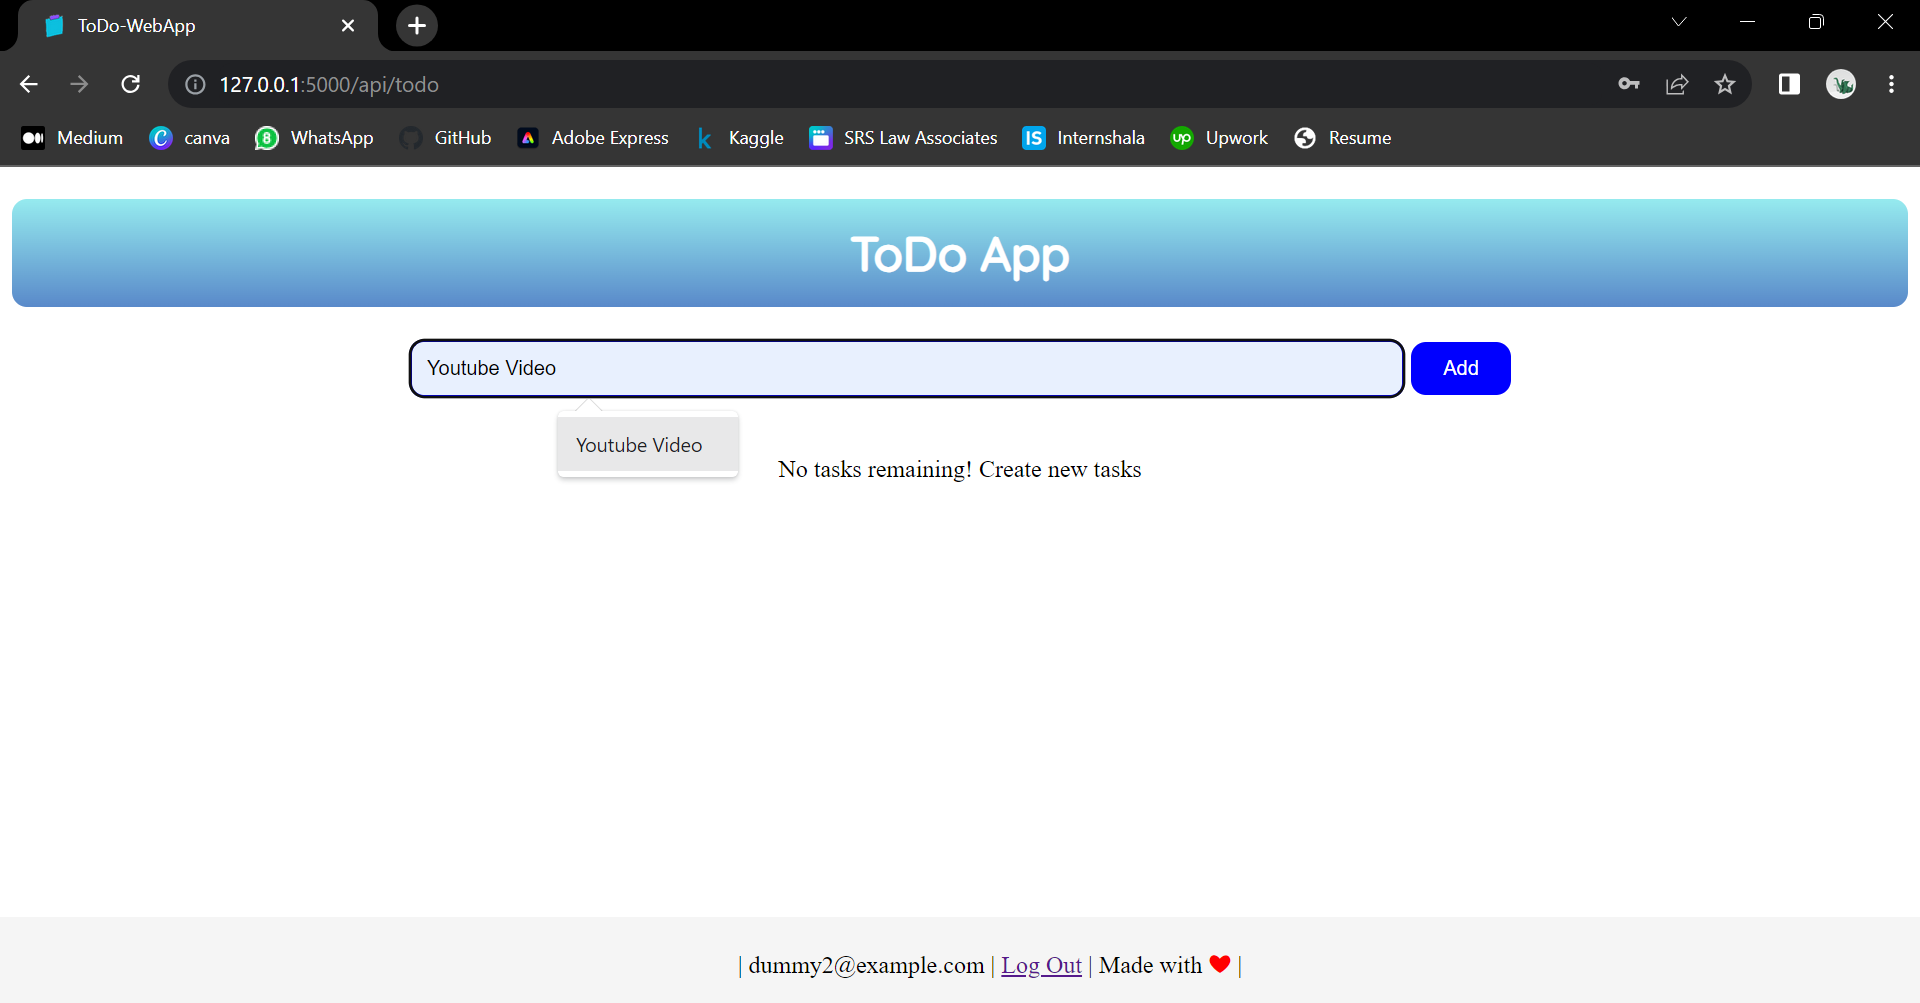 ToDo-WebApp
127.0.0.1:5000/api/todo
Medium canva WhatsApp GitHub Adobe Express k Kaggle SRS Law Associates IS Internshala up Upwork Resume
ToDo App
Youtube Video Add
Youtube Video
No tasks remaining! Create new tasks
| dummy2@example.com | Log Out | Made with ❤ |